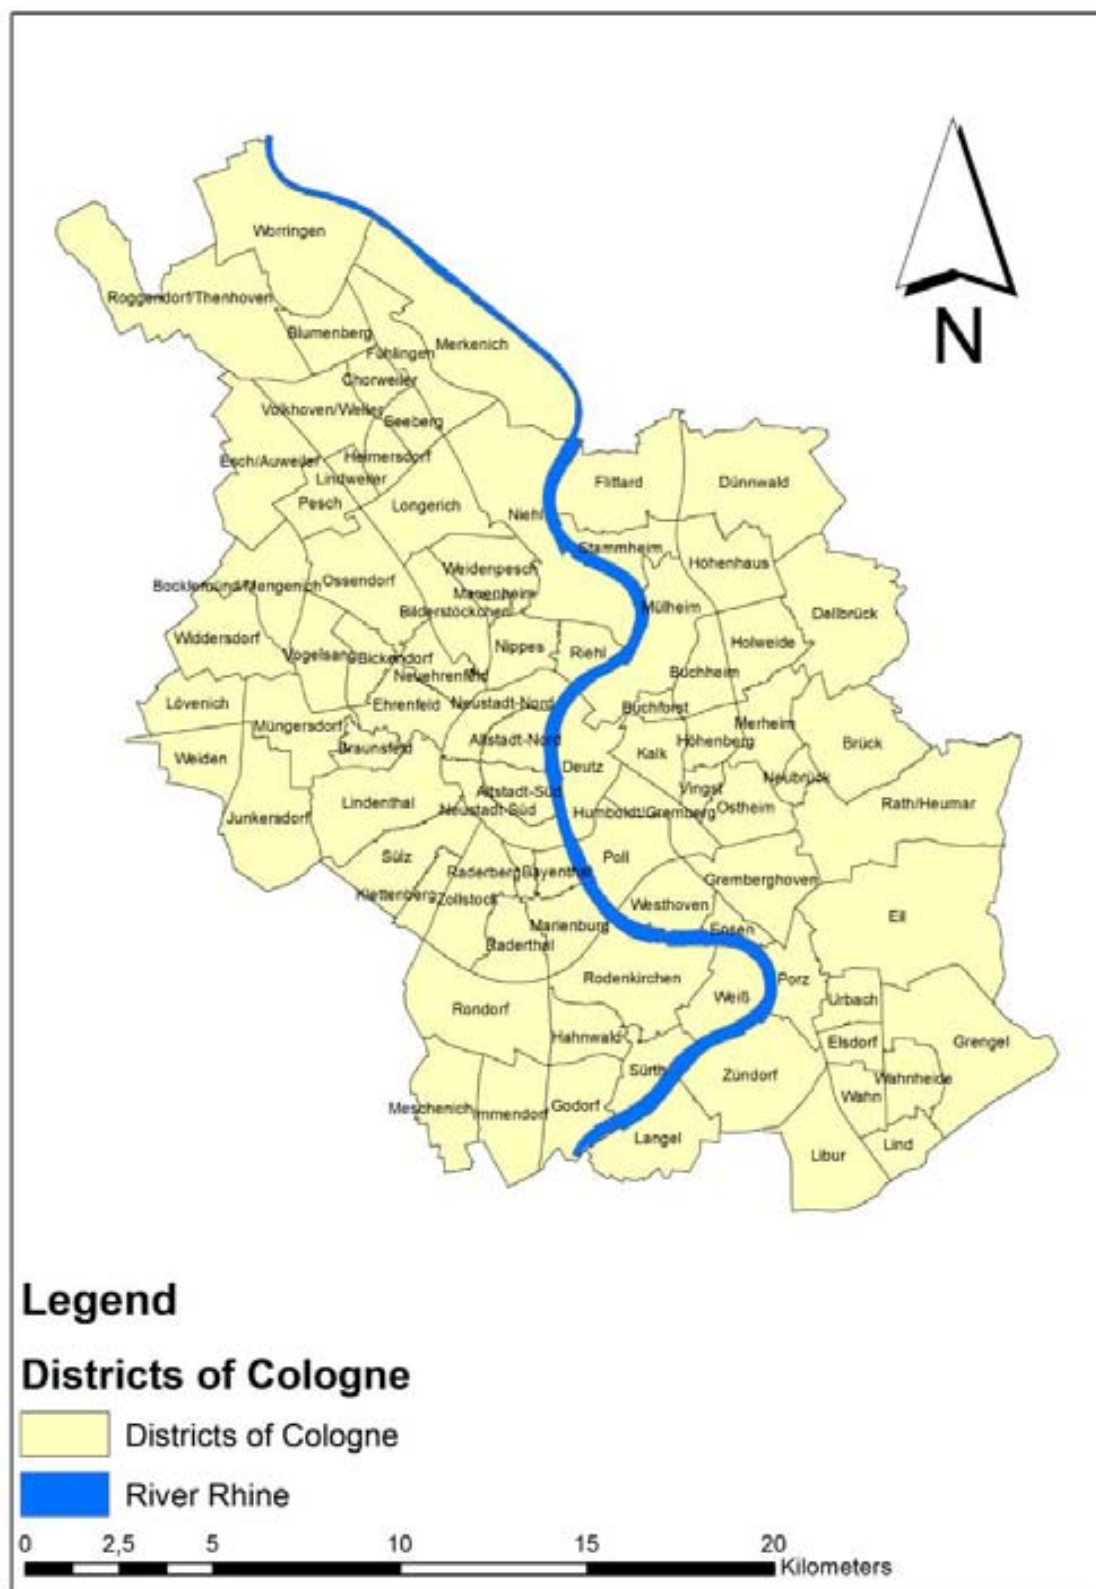 N
Worringen
Roggendorf/Thenhoven
Blumenberg
Merkenich
Fühlingen
Chorweiler
Volkhoven/Weiler
Seeberg
Heimersdorf
Esch/Auweiler
Lindweiler
Pesch
Longerich
Niehl
Flittard
Dünnwald
Stammheim
Höhenhaus
Weidenpesch
Ossendorf
Bocklemünd/Mengenich
Mauenheim
Bilderstöckchen
Mülheim
Dellbrück
Widdersdorf
Vogelsang
Bickendorf
Nippes
Riehl
Holweide
Neuehrenfeld
Buchheim
Lövenich
Ehrenfeld
Neustadt-Nord
Buchforst
Müngersdorf
Merheim
Braunsfeld
Altstadt-Nord
Höhenberg
Brück
Weiden
Kalk
Deutz
Neubrück
Vingst
Altstadt-Süd
Lindenthal
Neustadt-Süd
Humboldt/Gremberg
Ostheim
Rath/Heumar
Junkersdorf
Sülz
Poll
Raderberg
Bayenthal
Gremberghoven
Klettenberg
Zollstock
Westhoven
Eil
Marienburg
Ensen
Raderthal
Rodenkirchen
Porz
Weiß
Urbach
Rondorf
Hahnwald
Elsdorf
Grengel
Sürth
Zündorf
Wahnheide
Wahn
Meschenich
Immendorf
Godorf
Langel
Lind
Libur
Legend
Districts of Cologne
Districts of Cologne
River Rhine
0 2,5 5 10 15 20
Kilometers